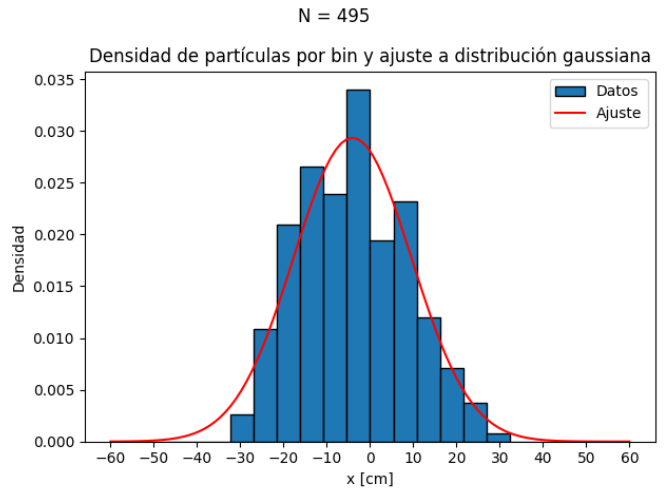 N = 495
Densidad de partículas por bin y ajuste a distribución gaussiana
Datos
Ajuste
0.035
0.030
0.025
0.020
0.015
0.010
0.005
0.000
Densidad
−60 −50 −40 −30 −20 −10 0 10 20 30 40 50 60
x [cm]